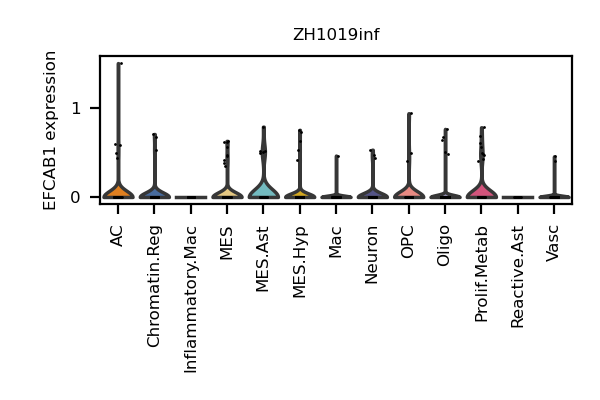 ZH1019inf
EFCAB1 expression
1
0
AC
Chromatin.Reg
Inflammatory.Mac
MES
MES.Ast
MES.Hyp
Mac
Neuron
OPC
Oligo
Prolif.Metab
Reactive.Ast
Vasc